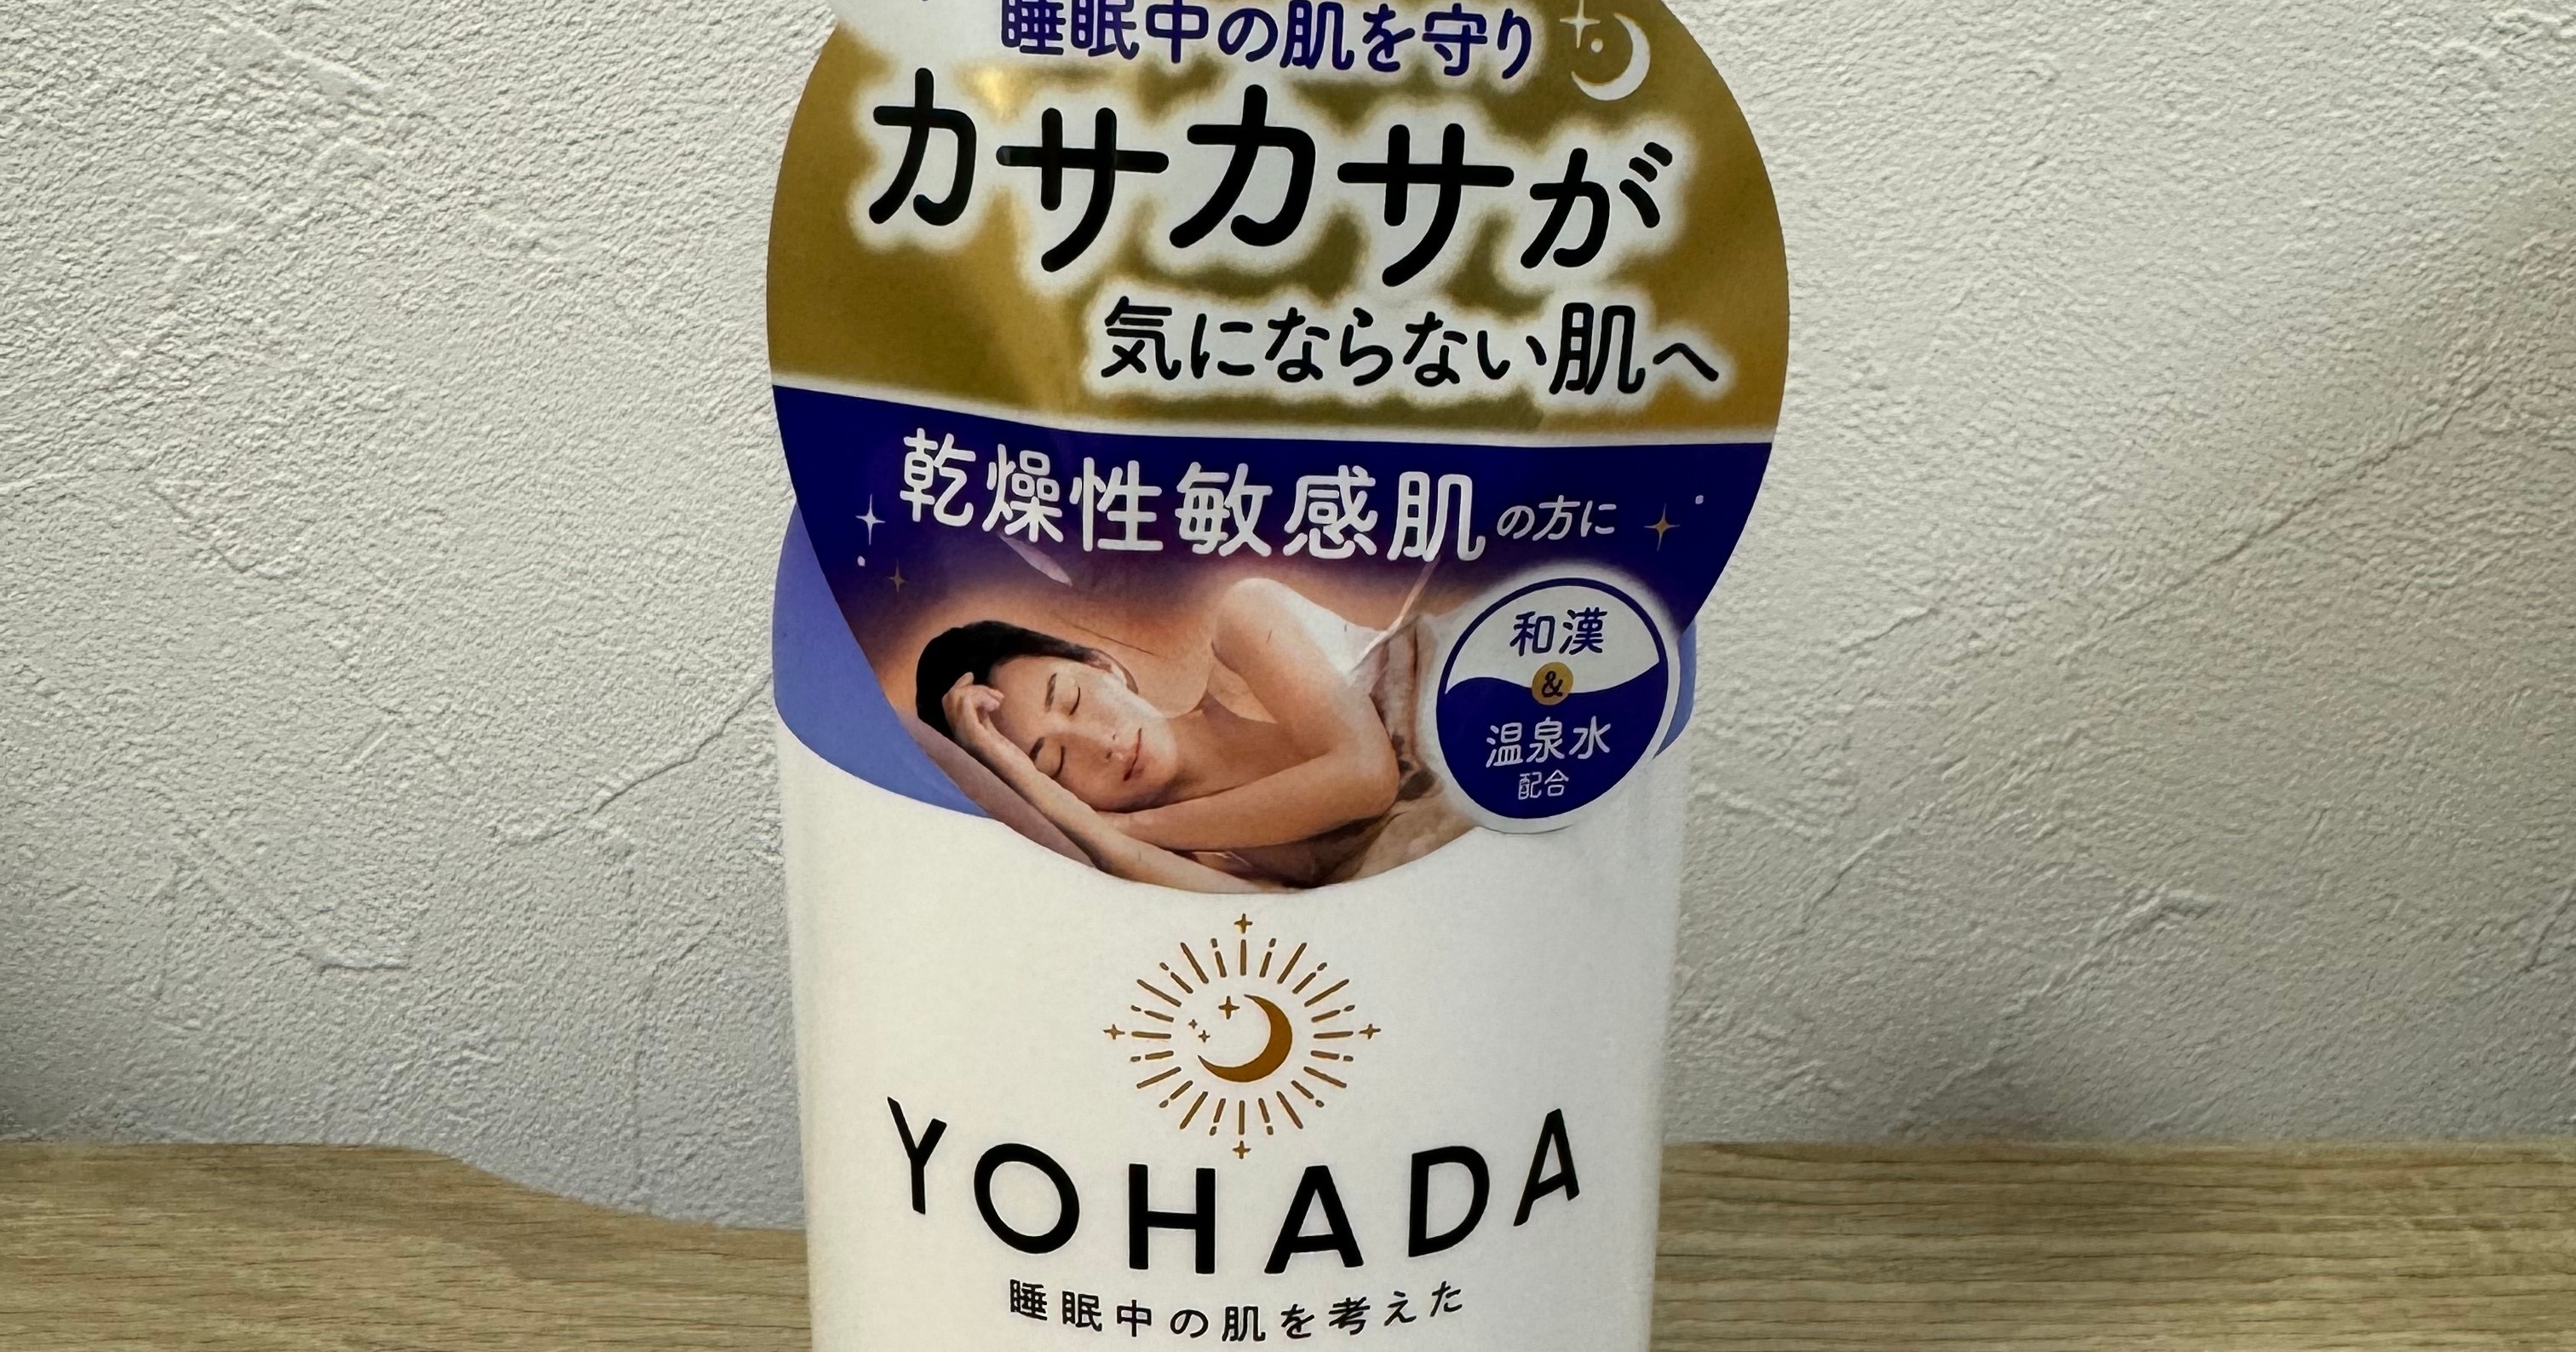 睡眠中の肌を守り
カサカサが
気にならない肌へ
乾燥性敏感肌の方に
和漢
&
温泉水
配合
YOHADA
睡眠中の肌を考えた